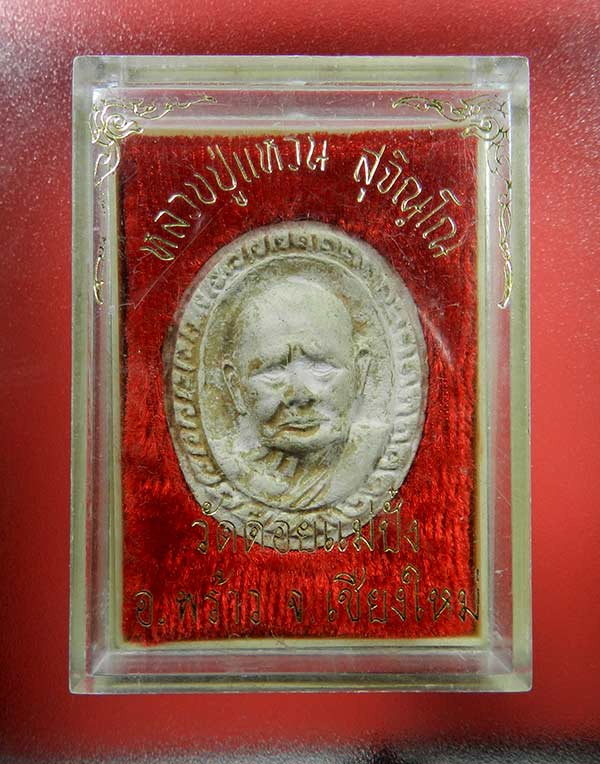 หลวงปู่แหวน สุจิณฺโณ
วัดดอยแม่ปั๋ง
อ.พร้าว จ.เชียงใหม่